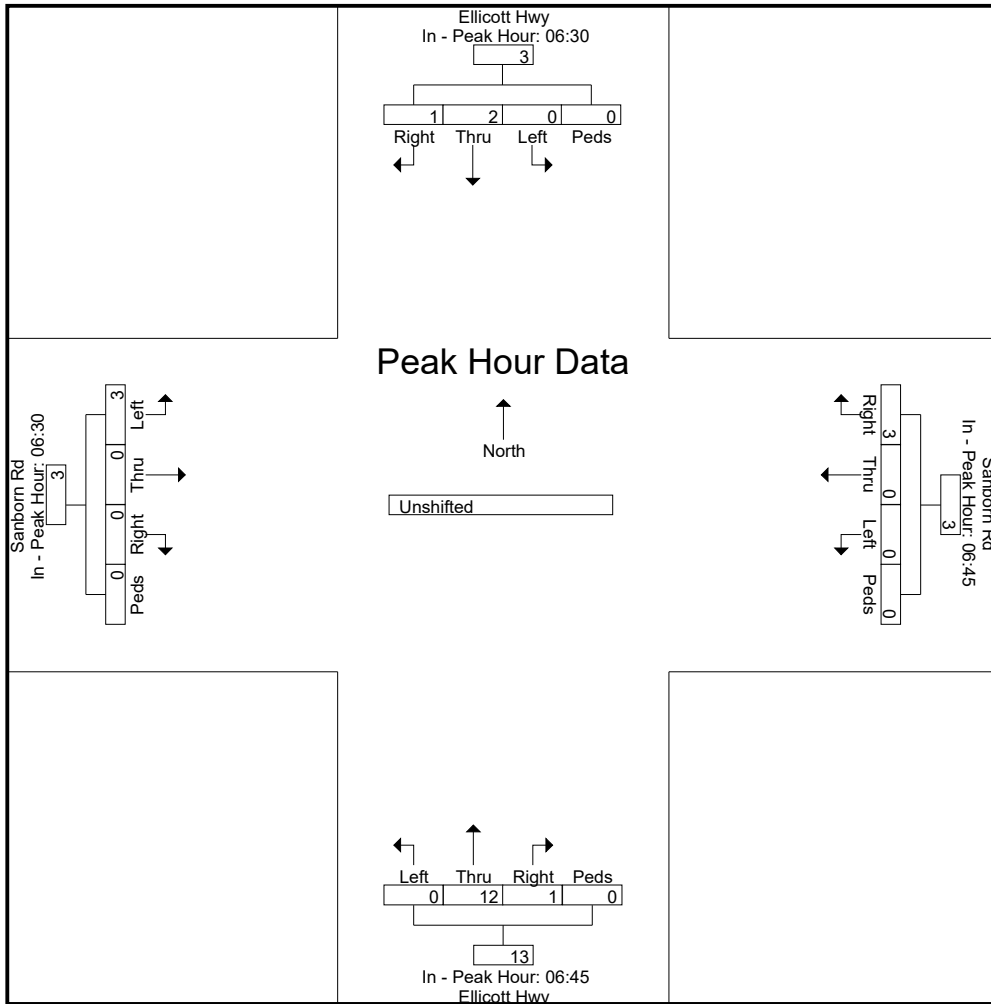 Ellicott Hwy
In - Peak Hour: 06:30
3
1 2 0 0
Right Thru Left Peds
Peak Hour Data
North
Unshifted
Sanborn Rd
In - Peak Hour: 06:30
3
3 0 0 0
Left Thru Right Peds
Sanborn Rd
In - Peak Hour: 06:45
3
3 0 0 0
Right Thru Left Peds
Left Thru Right Peds
0 12 1 0
13
In - Peak Hour: 06:45
Ellicott Hwy